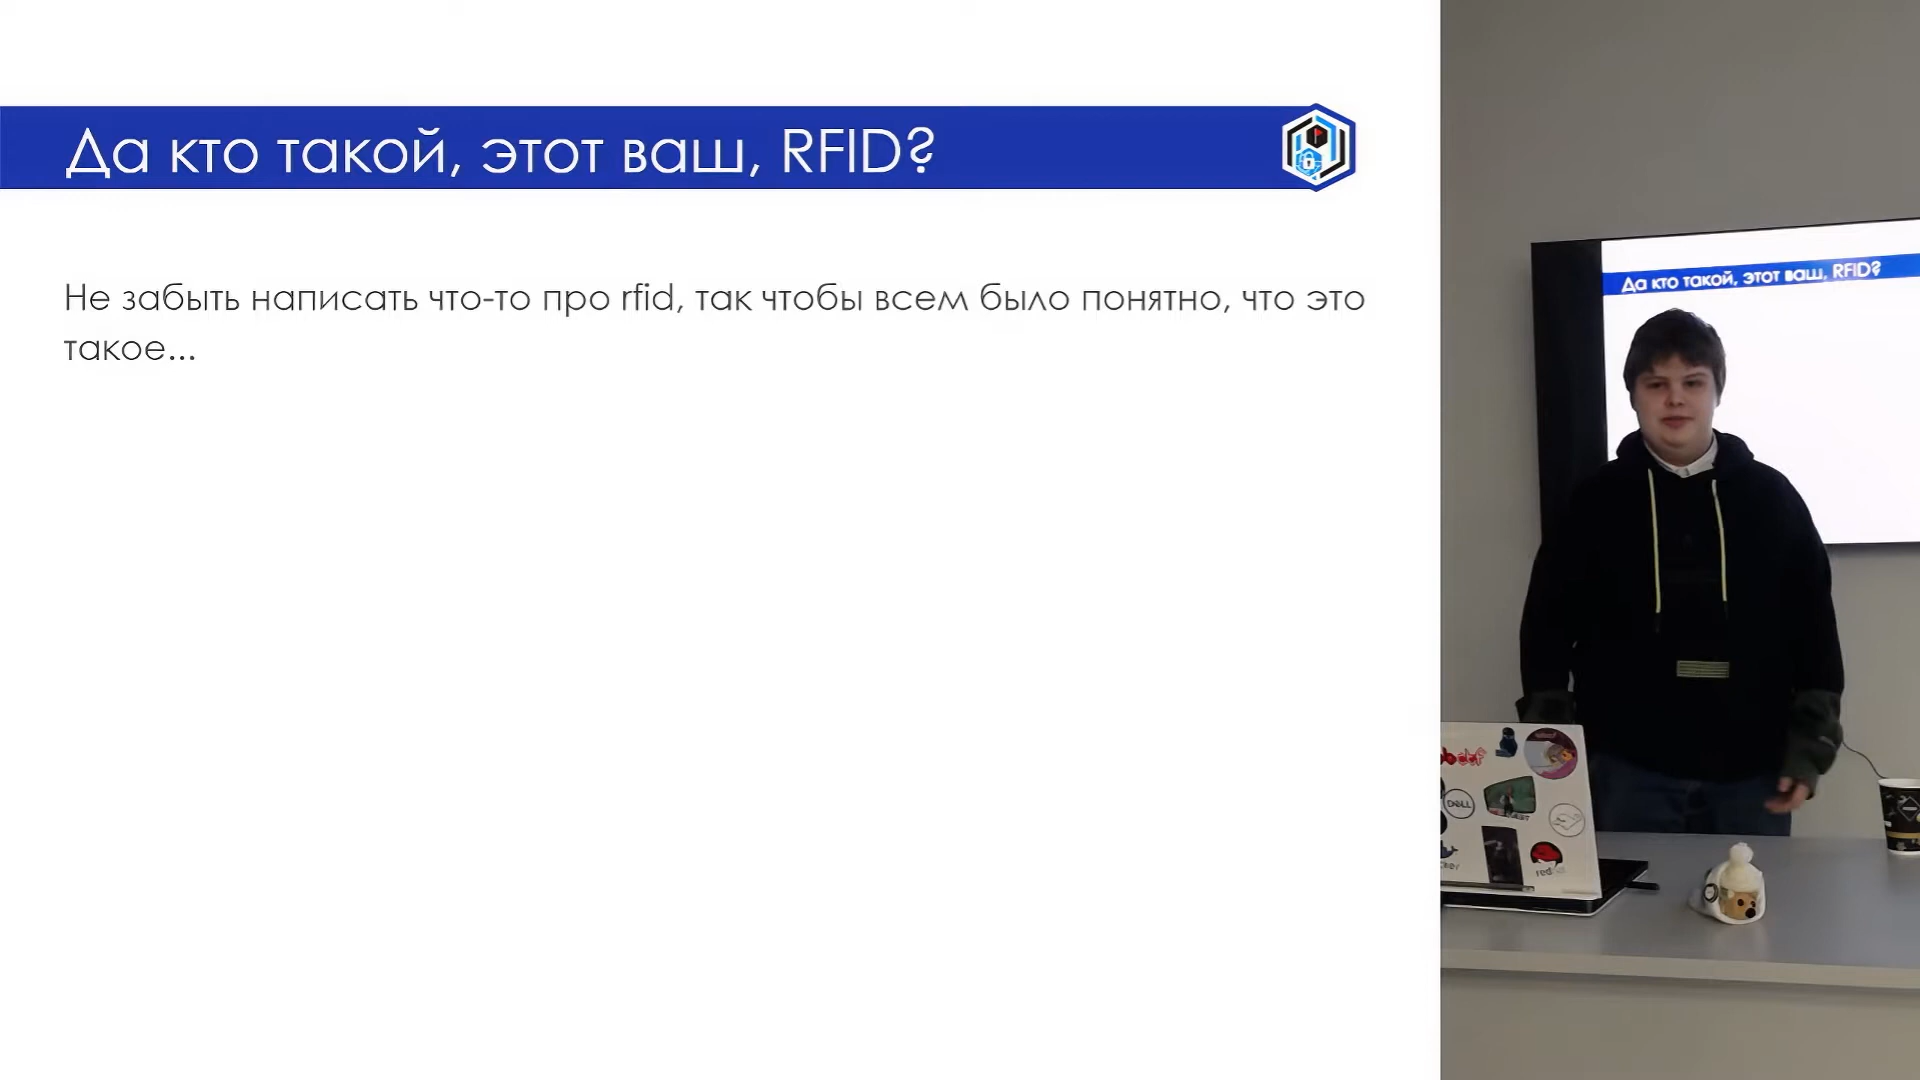 Да кто такой, этот ваш, RFID?
Не забыть написать что-то про rfid, так чтобы всем было понятно, что это
такое...
Да кто такой, этот ваш, RFID?
DELL